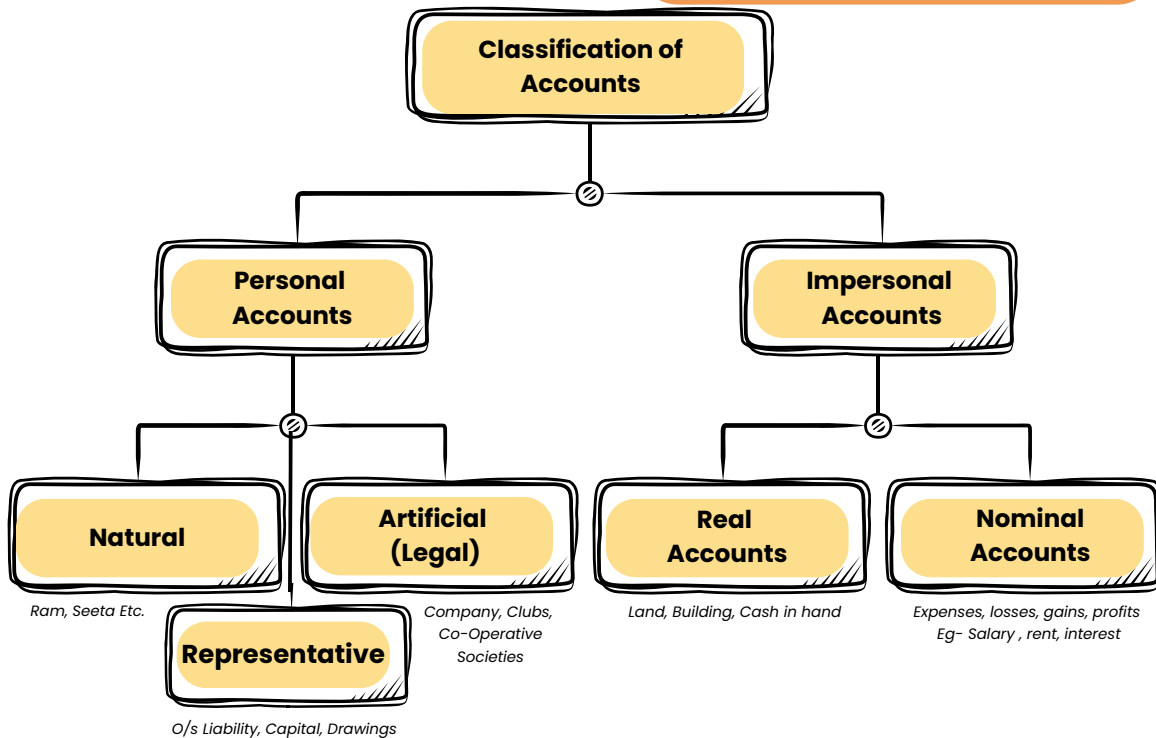 Classification of
Accounts
Personal
Accounts
Impersonal
Accounts
Natural
Artificial
(Legal)
Real
Accounts
Nominal
Accounts
Ram, Seeta Etc.
Company, Clubs,
Co-Operative
Societies
Land, Building, Cash in hand
Expenses, losses, gains, profits
Eg- Salary , rent, interest
Representative
O/s Liability, Capital, Drawings